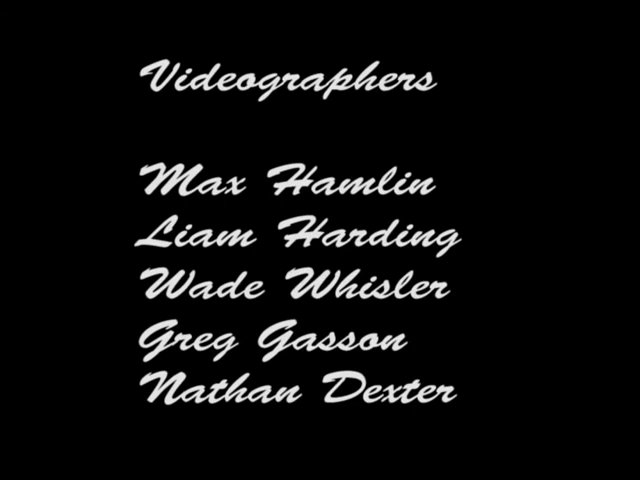 Videographers
Max Hamlin
Liam Harding
Wade Whisler
Greg Gasson
Nathan Dexter